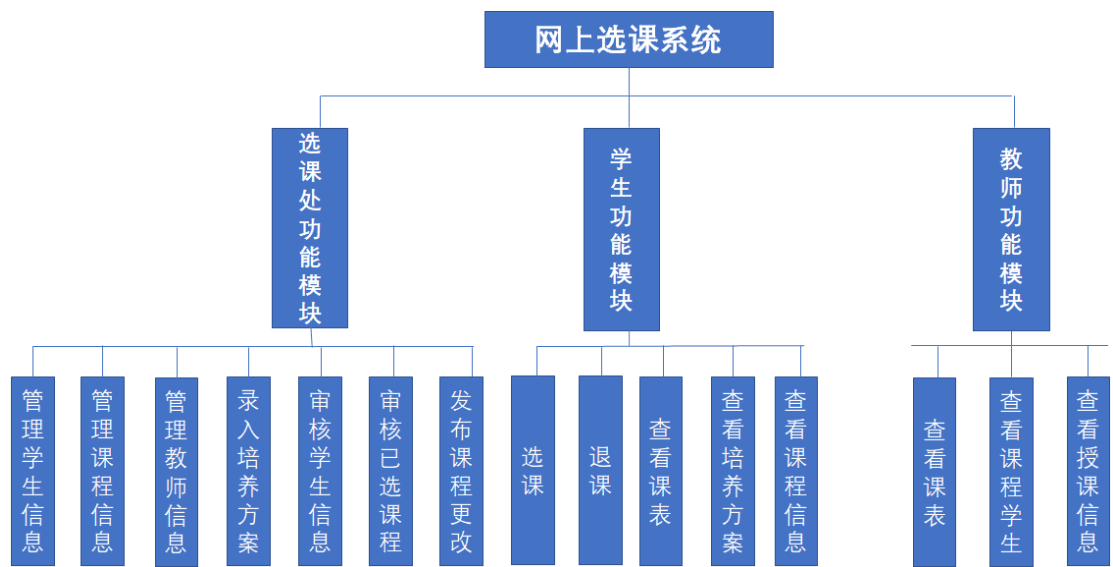 网上选课系统
选课处功能模块
学生功能模块
教师功能模块
管理学生信息
管理课程信息
管理教师信息
录入培养方案
审核学生信息
审核已选课程
发布课程更改
选课
退课
查看课表
查看培养方案
查看课程信息
查看课表
查看课程学生
查看授课信息